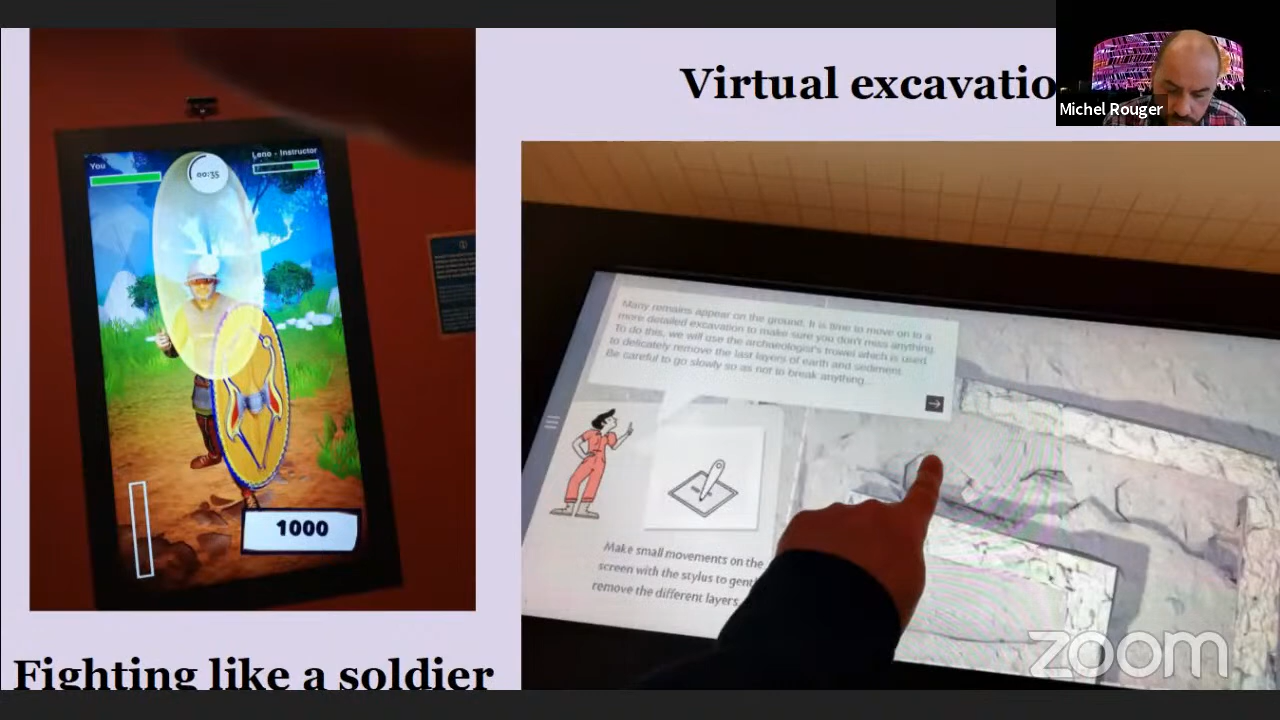 Virtual excavatio
Michel Rouger
You
00:35
Leno - Instructor
1000
Fighting like a soldier
Many remains appear on the ground. It is time to move on to a
more detailed excavation to make sure you don't miss anything.
To do this, we will use the archaeologist's trowel which is used
to delicately remove the last layers of earth and sediment.
Be careful to go slowly so as not to break anything...
Make small movements on the
screen with the stylus to gent
remove the different layers
zoom